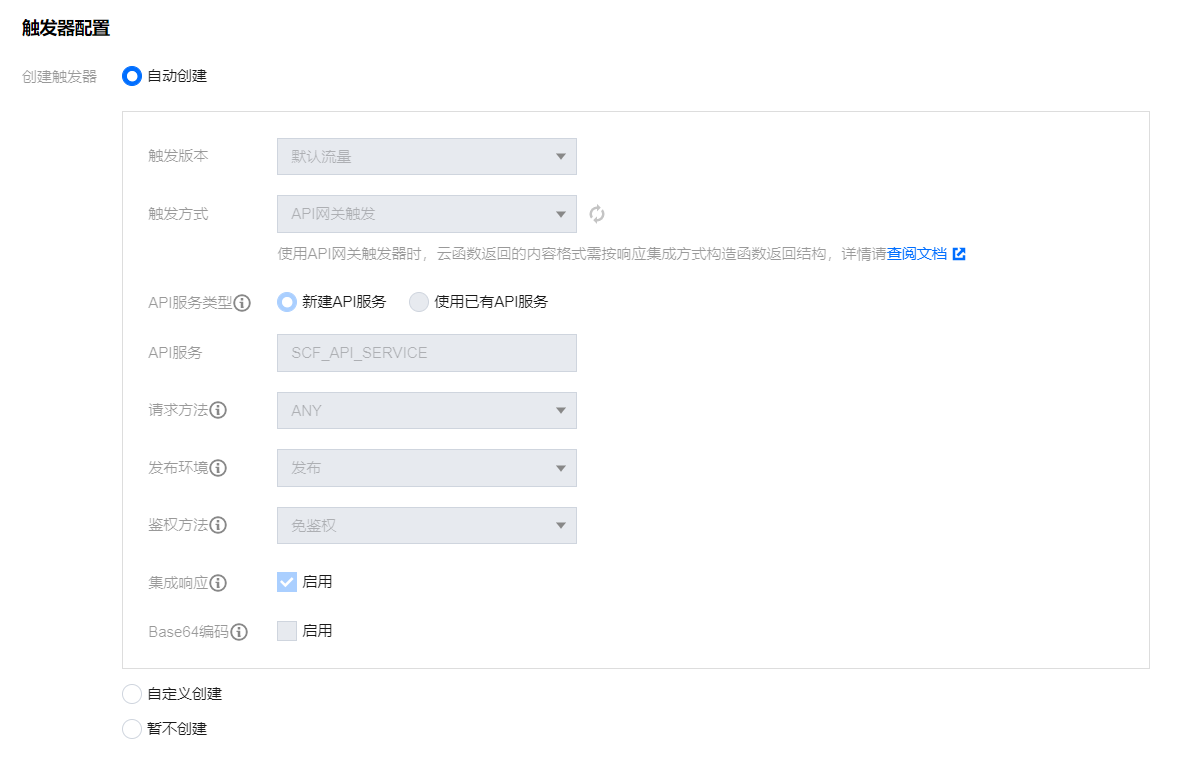 触发器配置
创建触发器 自动创建
触发版本 默认流量
触发方式 API网关触发
使用API网关触发器时，云函数返回的内容格式需按响应集成方式构造函数返回结构，详情请查阅文档
API服务类型 新建API服务 使用已有API服务
API服务 SCF_API_SERVICE
请求方法 ANY
发布环境 发布
鉴权方法 免鉴权
集成响应 启用
Base64编码 启用
自定义创建
暂不创建